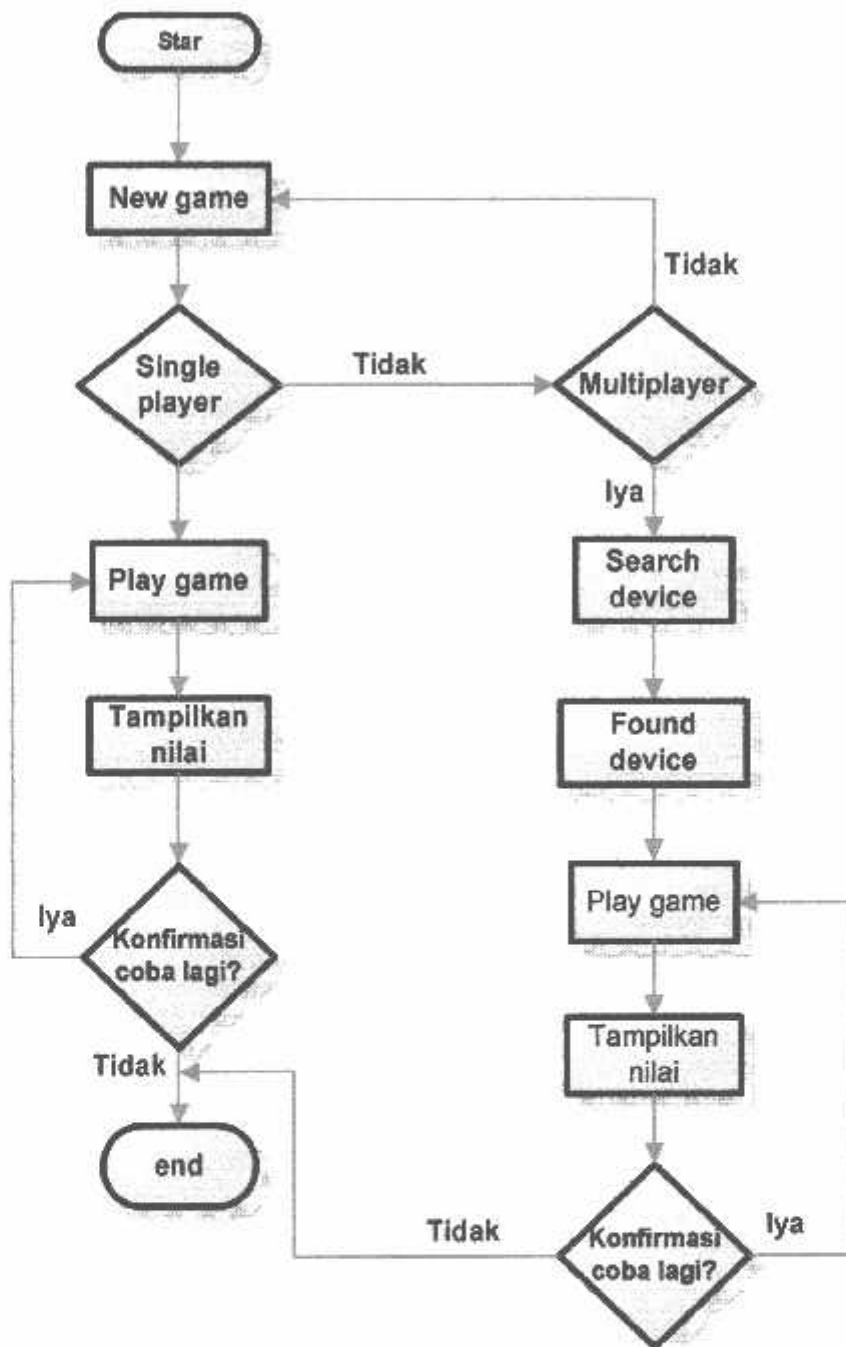 Star
New game
Tidak
Single
player
Tidak
Multiplayer
Iya
Play game
Search
device
Tampilkan
nilai
Found
device
Iya
Konfirmasi
coba lagi?
Play game
Tidak
Tampilkan
nilai
end
Tidak
Konfirmasi
coba lagi?
Iya